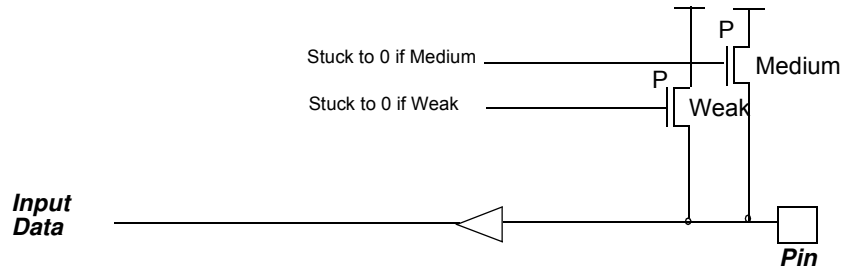 P
Stuck to 0 if Medium
Medium
P
Stuck to 0 if Weak
Weak
Input
Data
Pin